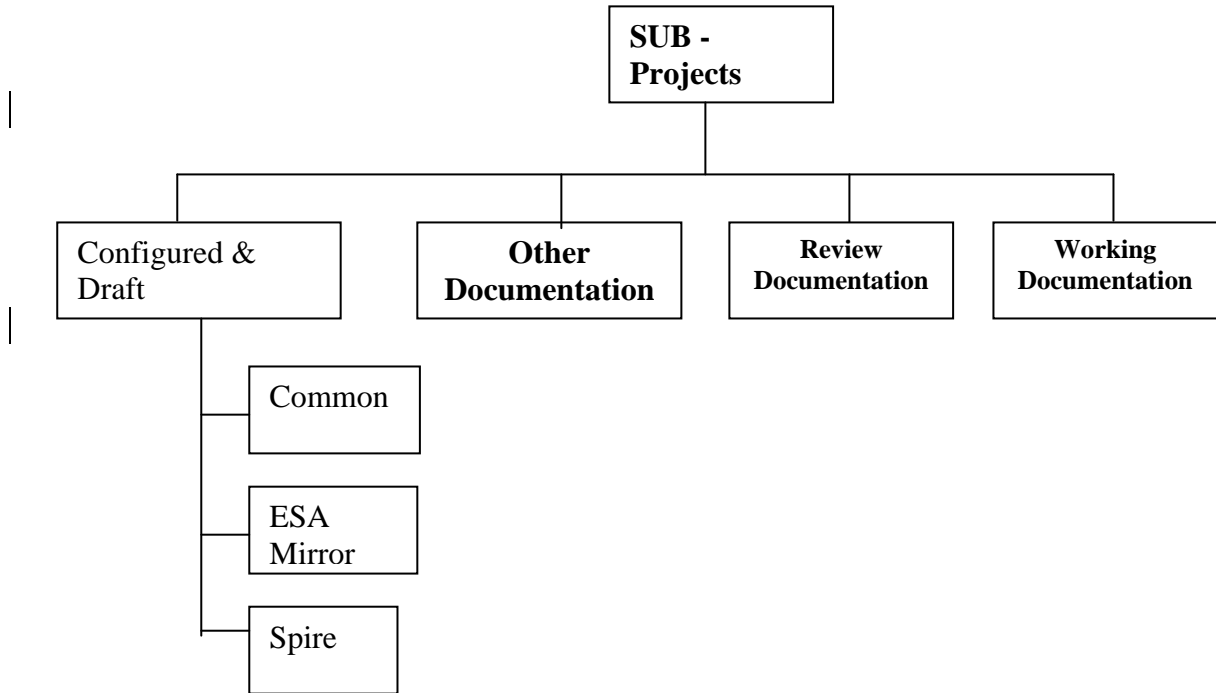 SUB -
Projects
Configured &
Draft
Other
Documentation
Review
Documentation
Working
Documentation
Common
ESA
Mirror
Spire